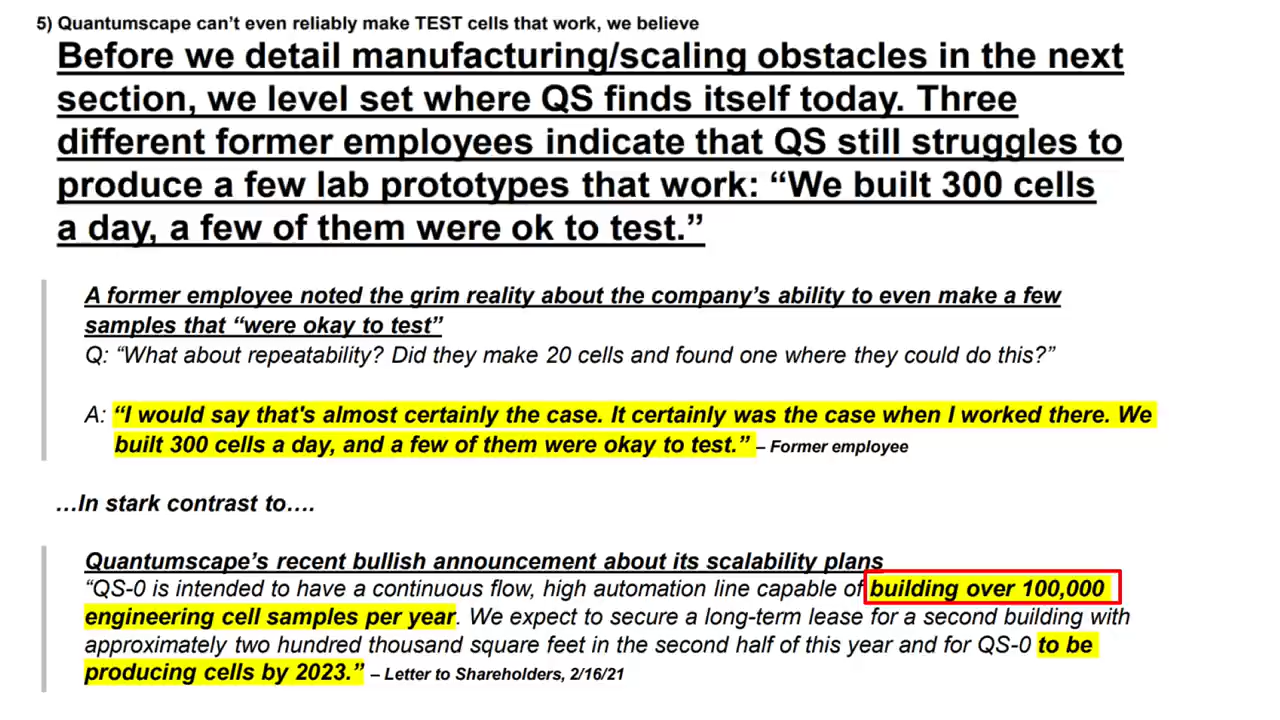 5) Quantumscape can’t even reliably make TEST cells that work, we believe
Before we detail manufacturing/scaling obstacles in the next
section, we level set where QS finds itself today. Three
different former employees indicate that QS still struggles to
produce a few lab prototypes that work: “We built 300 cells
a day, a few of them were ok to test.”
A former employee noted the grim reality about the company’s ability to even make a few
samples that “were okay to test”
Q: “What about repeatability? Did they make 20 cells and found one where they could do this?”
A: “I would say that's almost certainly the case. It certainly was the case when I worked there. We
built 300 cells a day, and a few of them were okay to test.” – Former employee
…In stark contrast to….
Quantumscape’s recent bullish announcement about its scalability plans
“QS-0 is intended to have a continuous flow, high automation line capable of building over 100,000
engineering cell samples per year. We expect to secure a long-term lease for a second building with
approximately two hundred thousand square feet in the second half of this year and for QS-0 to be
producing cells by 2023.” – Letter to Shareholders, 2/16/21